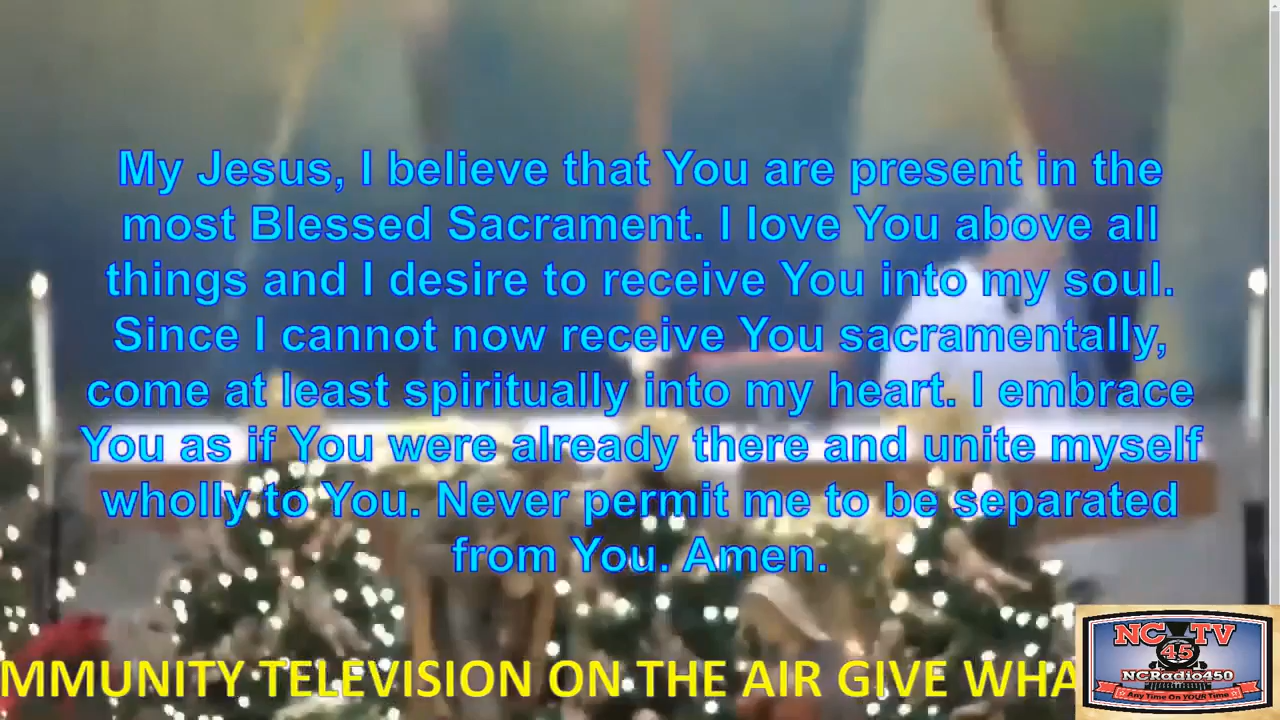 My Jesus, I believe that You are present in the
most Blessed Sacrament. I love You above all
things and I desire to receive You into my soul.
Since I cannot now receive You sacramentally,
come at least spiritually into my heart. I embrace
You as if You were already there and unite myself
wholly to You. Never permit me to be separated
from You. Amen.
MMUNITY TELEVISION ON THE AIR GIVE WHA
NC TV
45
NCRadio450
Any Time On YOUR Time